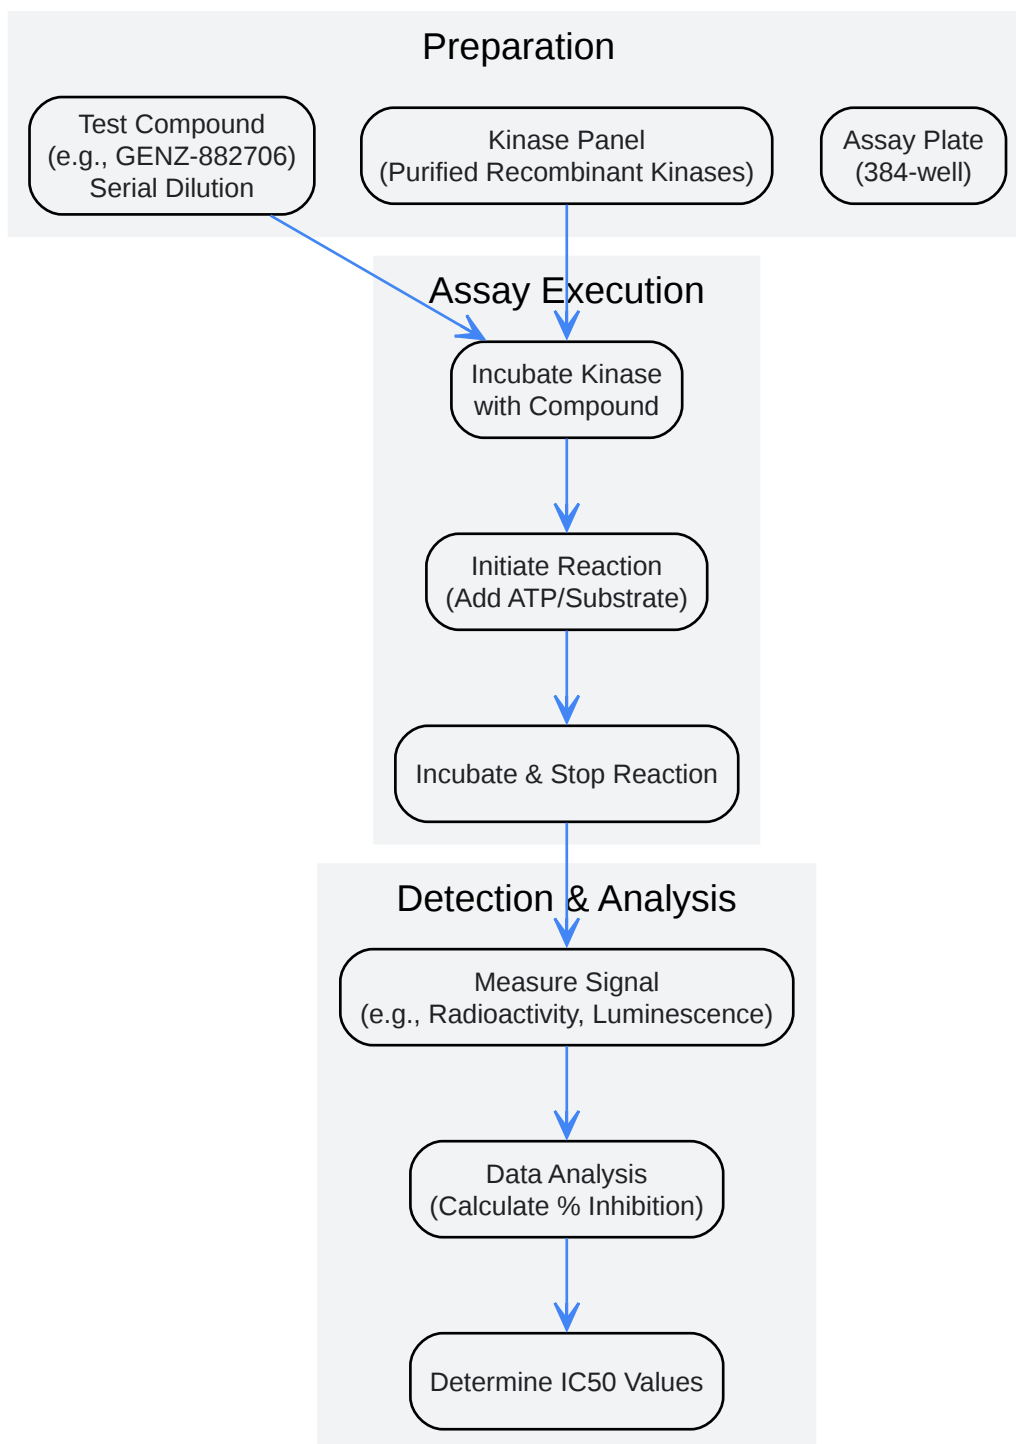 Preparation
Test Compound
(e.g., GENZ-882706)
Serial Dilution
Kinase Panel
(Purified Recombinant Kinases)
Assay Plate
(384-well)
Assay Execution
Incubate Kinase
with Compound
Initiate Reaction
(Add ATP/Substrate)
Incubate & Stop Reaction
Detection & Analysis
Measure Signal
(e.g., Radioactivity, Luminescence)
Data Analysis
(Calculate % Inhibition)
Determine IC50 Values